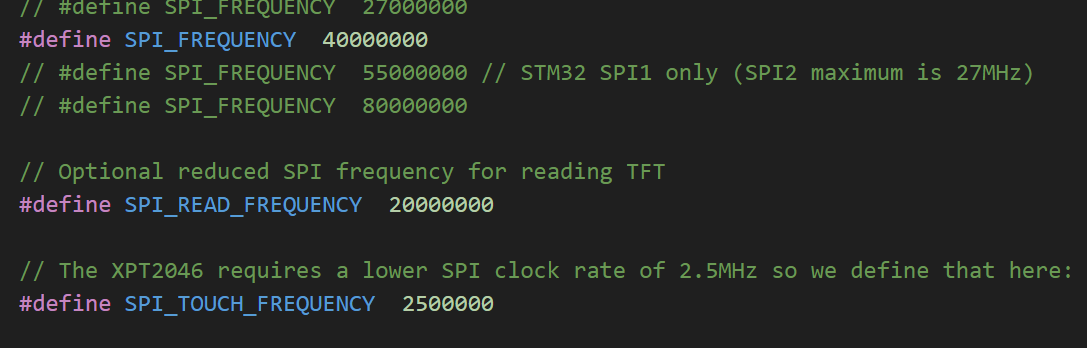 // #define SPI_FREQUENCY  27000000
#define SPI_FREQUENCY  40000000
// #define SPI_FREQUENCY  55000000 // STM32 SPI1 only (SPI2 maximum is 27MHz)
// #define SPI_FREQUENCY  80000000
// Optional reduced SPI frequency for reading TFT
#define SPI_READ_FREQUENCY  20000000
// The XPT2046 requires a lower SPI clock rate of 2.5MHz so we define that here:
#define SPI_TOUCH_FREQUENCY  2500000